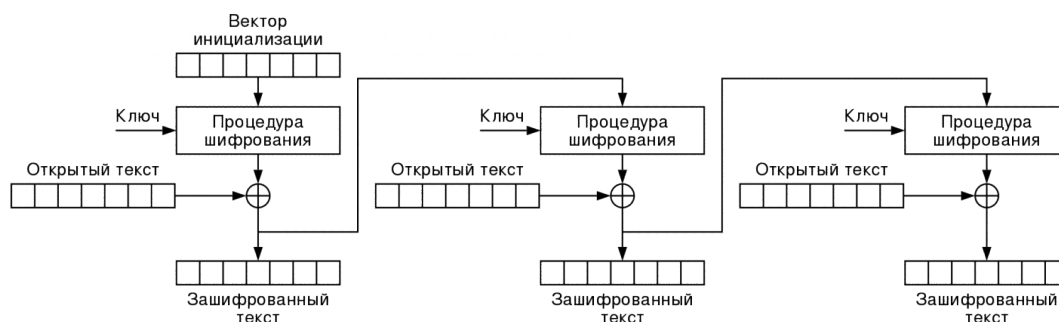 Вектор
инициализации
Ключ
Процедура
шифрования
Открытый текст
Зашифрованный
текст
Ключ
Процедура
шифрования
Открытый текст
Зашифрованный
текст
Ключ
Процедура
шифрования
Открытый текст
Зашифрованный
текст